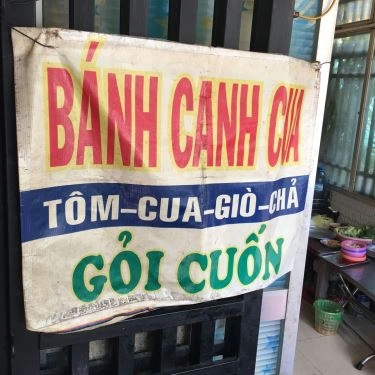 BÁNH CANH CUA
TÔM-CUA-GIÒ-CHẢ
GỎI CUỐN